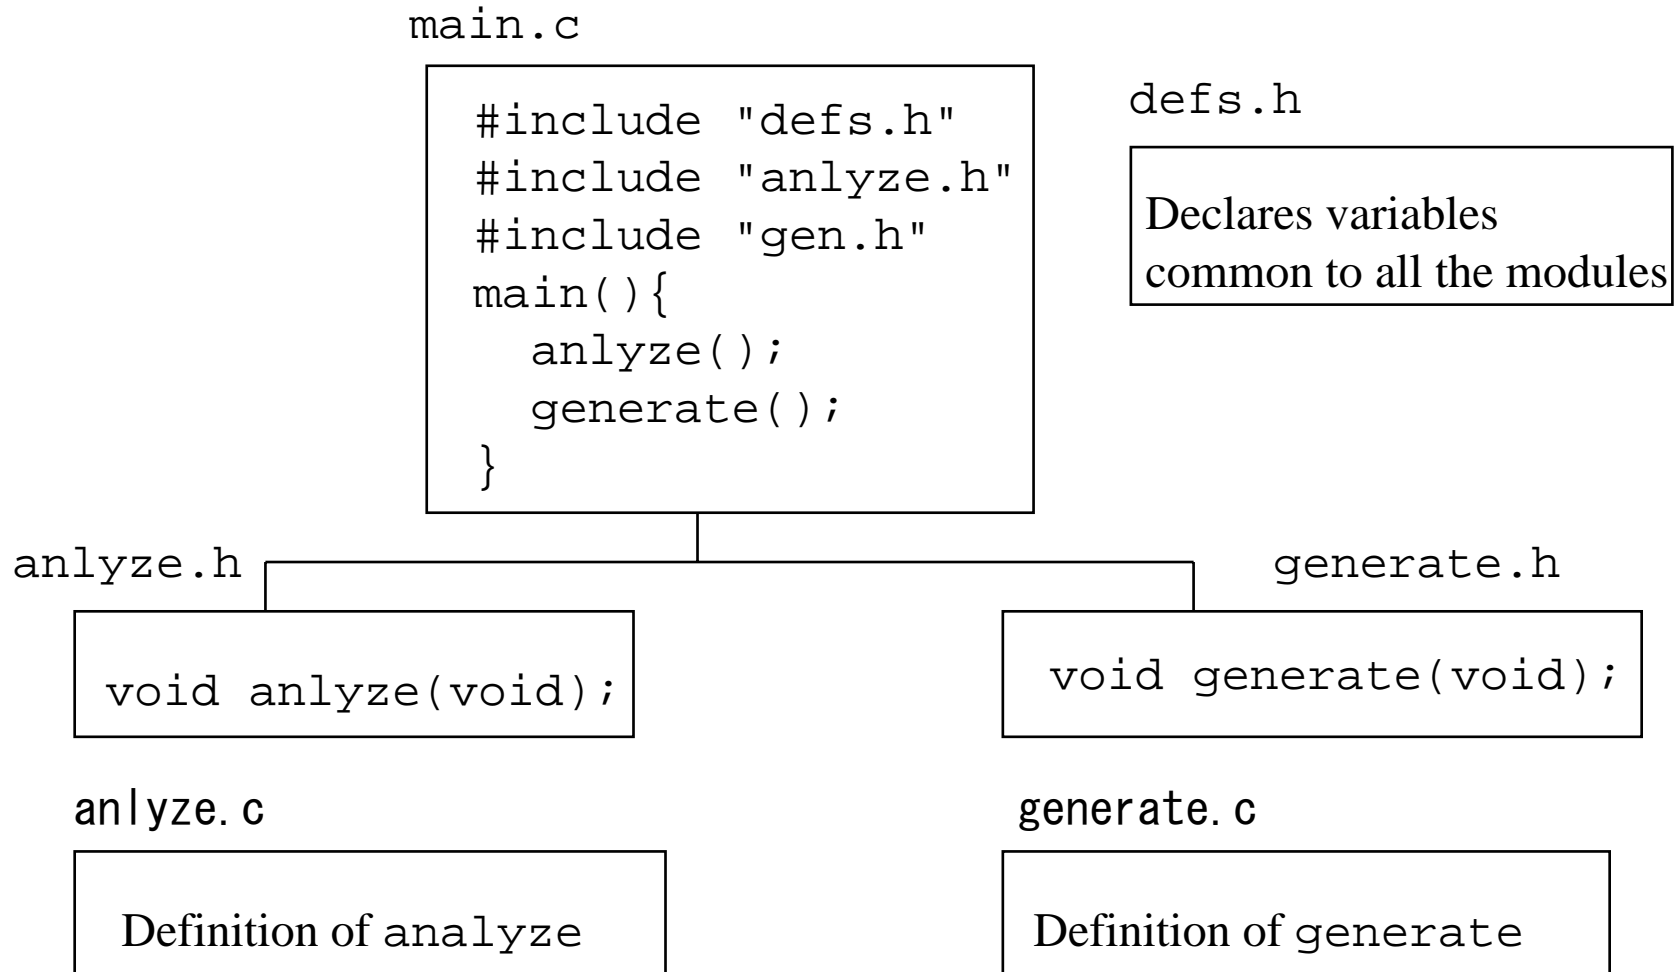 main.c
#include "defs.h"
#include "anlyze.h"
#include "gen.h"
main(){
anlyze();
generate();
}
defs.h
Declares variables
common to all the modules
anlyze.h
void anlyze(void);
generate.h
void generate(void);
anlyze.c
Definition of analyze
generate.c
Definition of generate